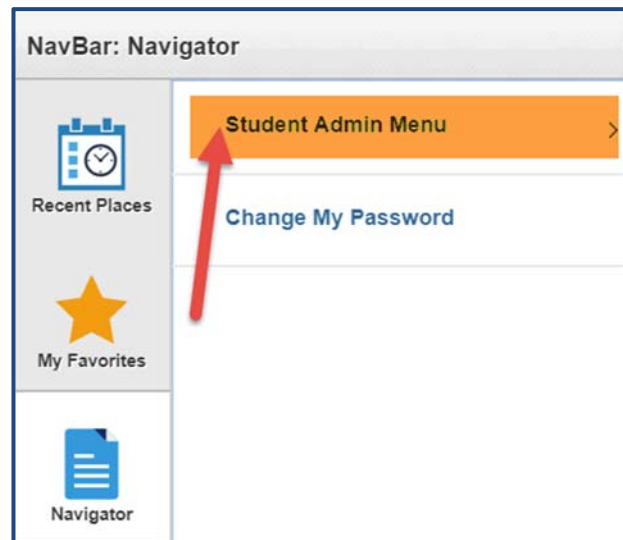 NavBar: Navigator
Recent Places
My Favorites
Navigator
Student Admin Menu
Change My Password